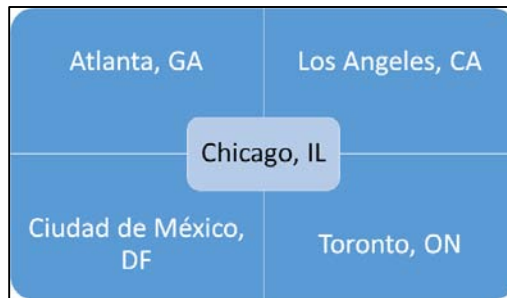 Atlanta, GA
Los Angeles, CA
Chicago, IL
Ciudad de México,
DF
Toronto, ON